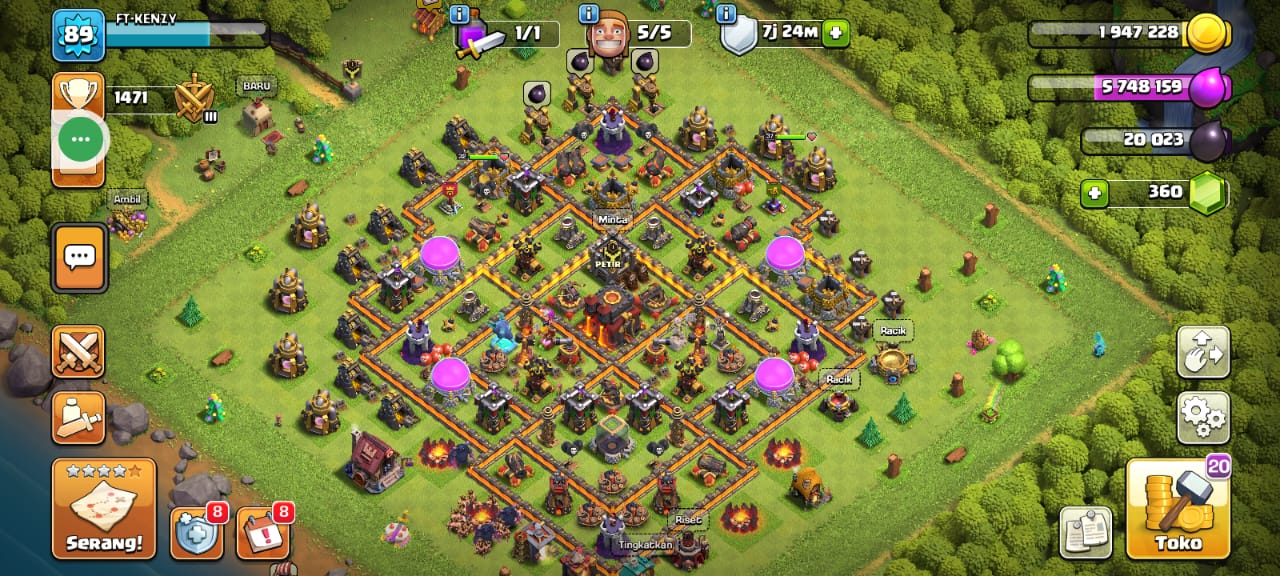 89
FT-KENZY
1/1
5/5
7j 24M
1 947 228
1471
BARU
III
5 748 159
20 023
360
Ambil
Minta
PETIR
Racik
Racik
Serang!
8
8
Riset
Tingkatkan
20
Toko